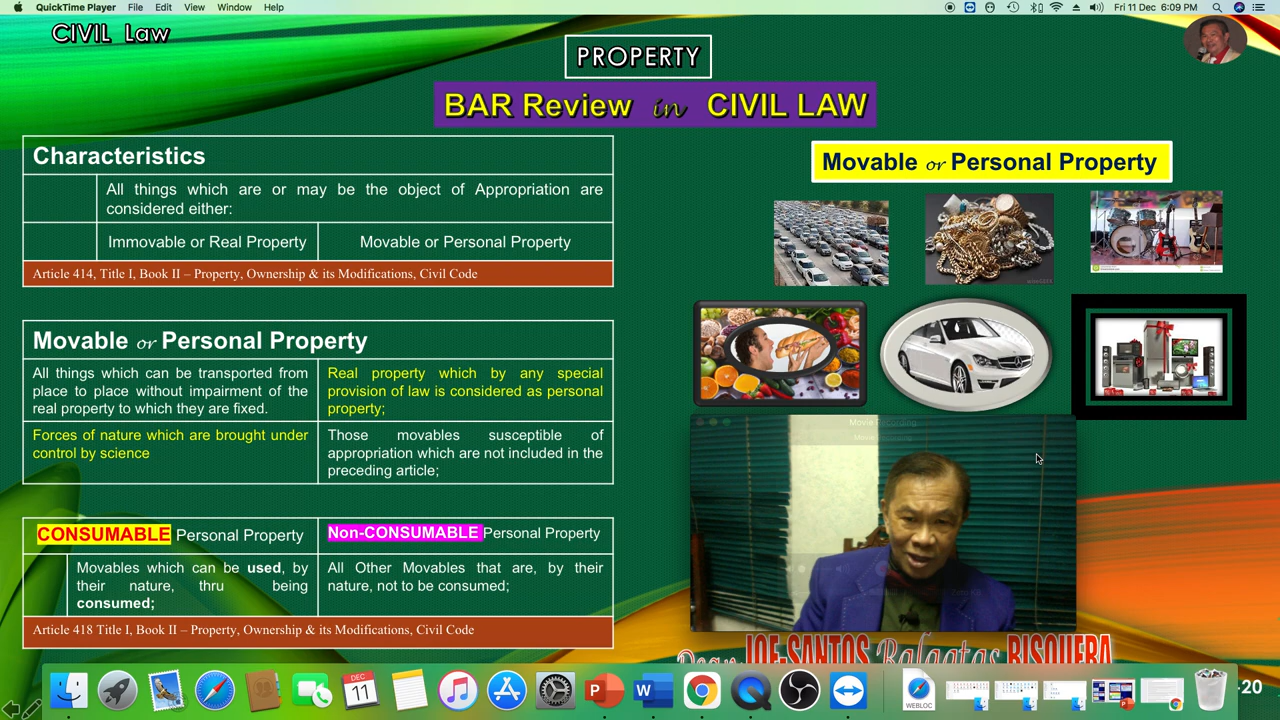 QuickTime Player File Edit View Window Help
Fri 11 Dec 6:09 PM
CIVIL Law
PROPERTY
BAR Review in CIVIL LAW
Characteristics
All things which are or may be the object of Appropriation are
considered either:
Immovable or Real Property
Movable or Personal Property
Article 414, Title I, Book II – Property, Ownership & its Modifications, Civil Code
Movable or Personal Property
All things which can be transported from
place to place without impairment of the
real property to which they are fixed.
Real property which by any special
provision of law is considered as personal
property;
Forces of nature which are brought under
control by science
Those movables susceptible of
appropriation which are not included in the
preceding article;
CONSUMABLE Personal Property
Non-CONSUMABLE Personal Property
Movables which can be used, by
their nature, thru being
consumed;
All Other Movables that are, by their
nature, not to be consumed;
Article 418 Title I, Book II – Property, Ownership & its Modifications, Civil Code
Movable or Personal Property
Movie Recording
Dean JOE-SANTOS Balagtas BISQUERA
DEC
11
WEBLOC
-20